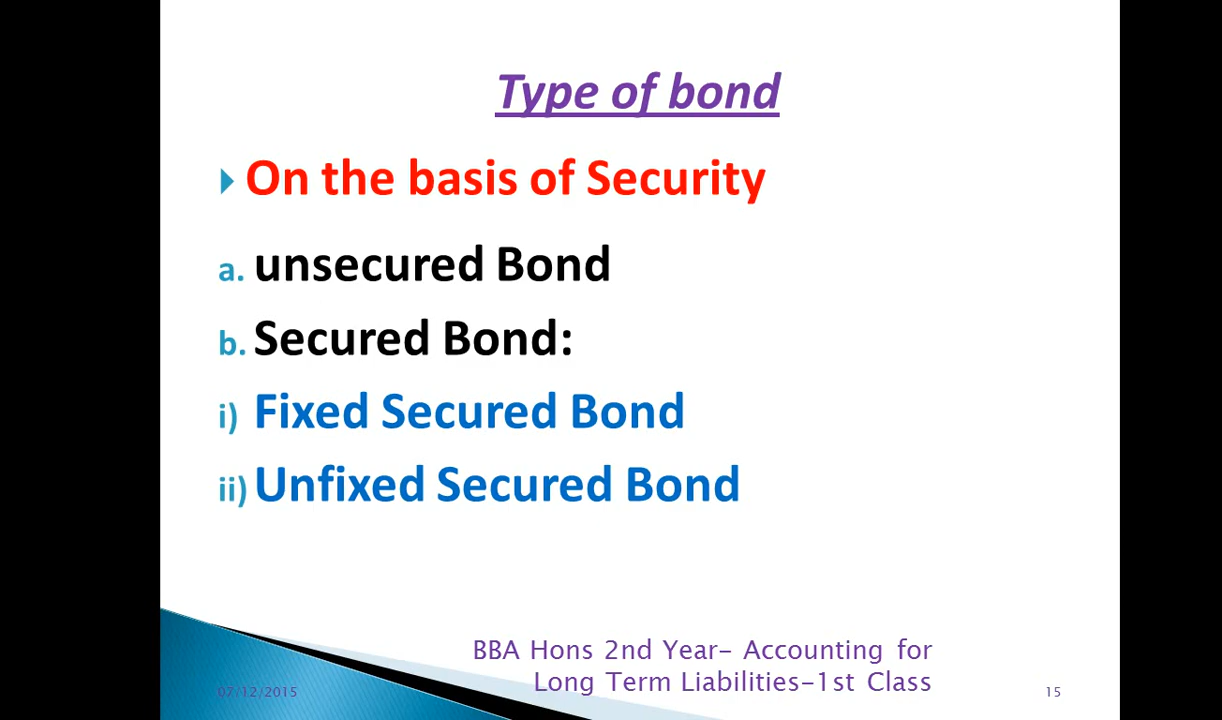 Type of bond
On the basis of Security
a. unsecured Bond
b. Secured Bond:
i) Fixed Secured Bond
ii) Unfixed Secured Bond
BBA Hons 2nd Year- Accounting for
Long Term Liabilities-1st Class
07/12/2015
15